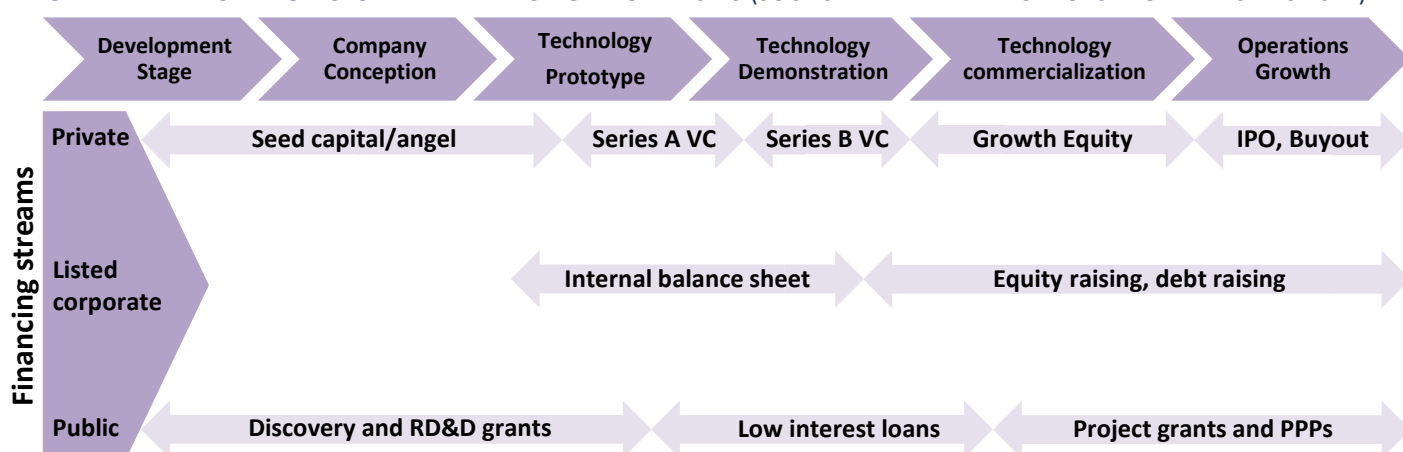 Development
Stage
Company
Conception
Technology
Prototype
Technology
Demonstration
Technology
commercialization
Operations
Growth
Financing streams
Private
Seed capital/angel
Series A VC
Series B VC
Growth Equity
IPO, Buyout
Listed
corporate
Internal balance sheet
Equity raising, debt raising
Public
Discovery and RD&D grants
Low interest loans
Project grants and PPPs